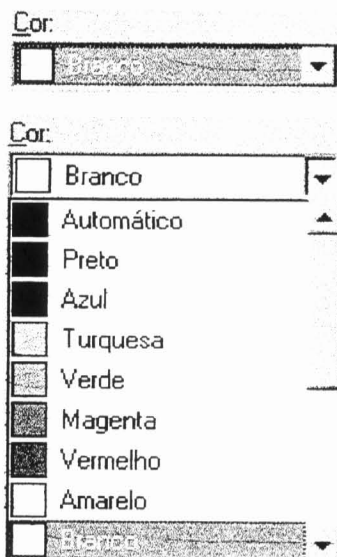 Cor:
Branco
Cor:
Branco
Automático
Preto
Azul
Turquesa
Verde
Magenta
Vermelho
Amarelo
Branco